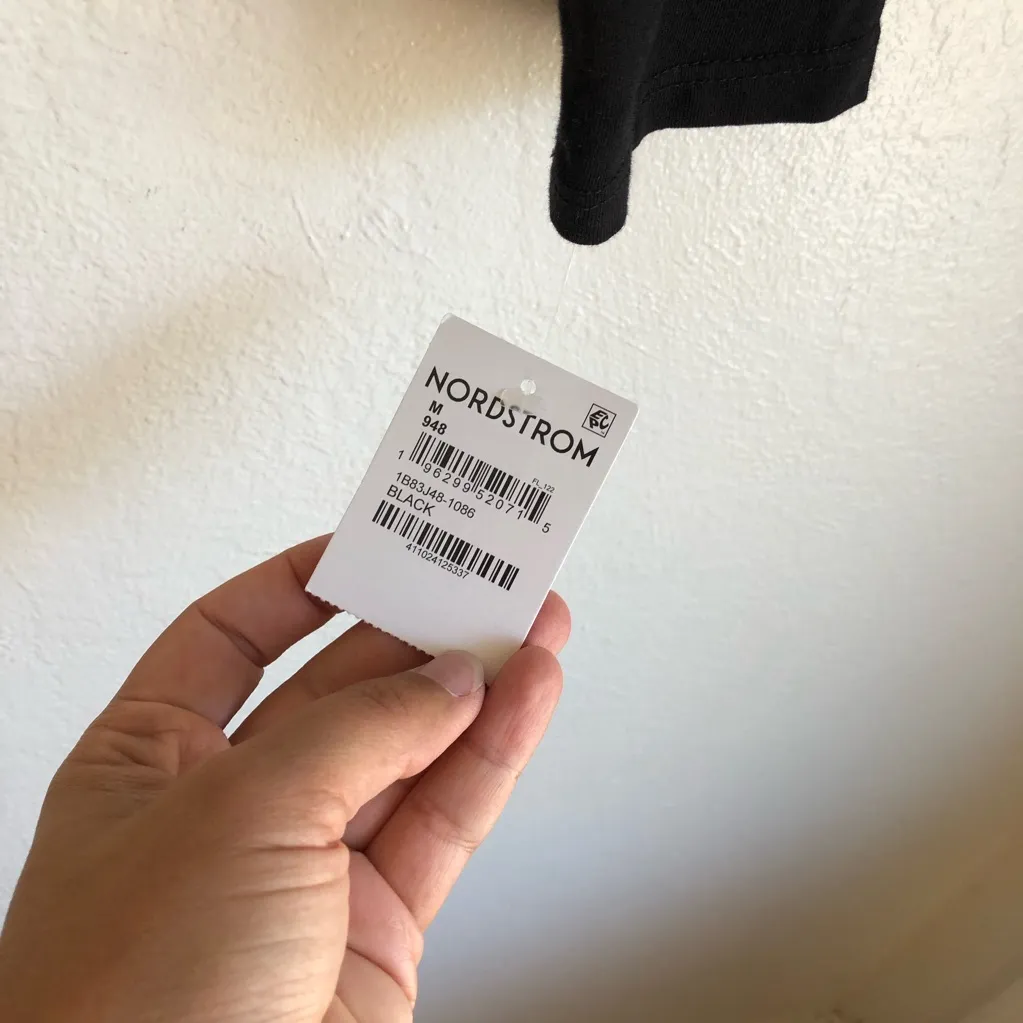 NORDSTROM
M
948
FL_122
1 96299 52071 5
1B83J48-1086
BLACK
411024125337